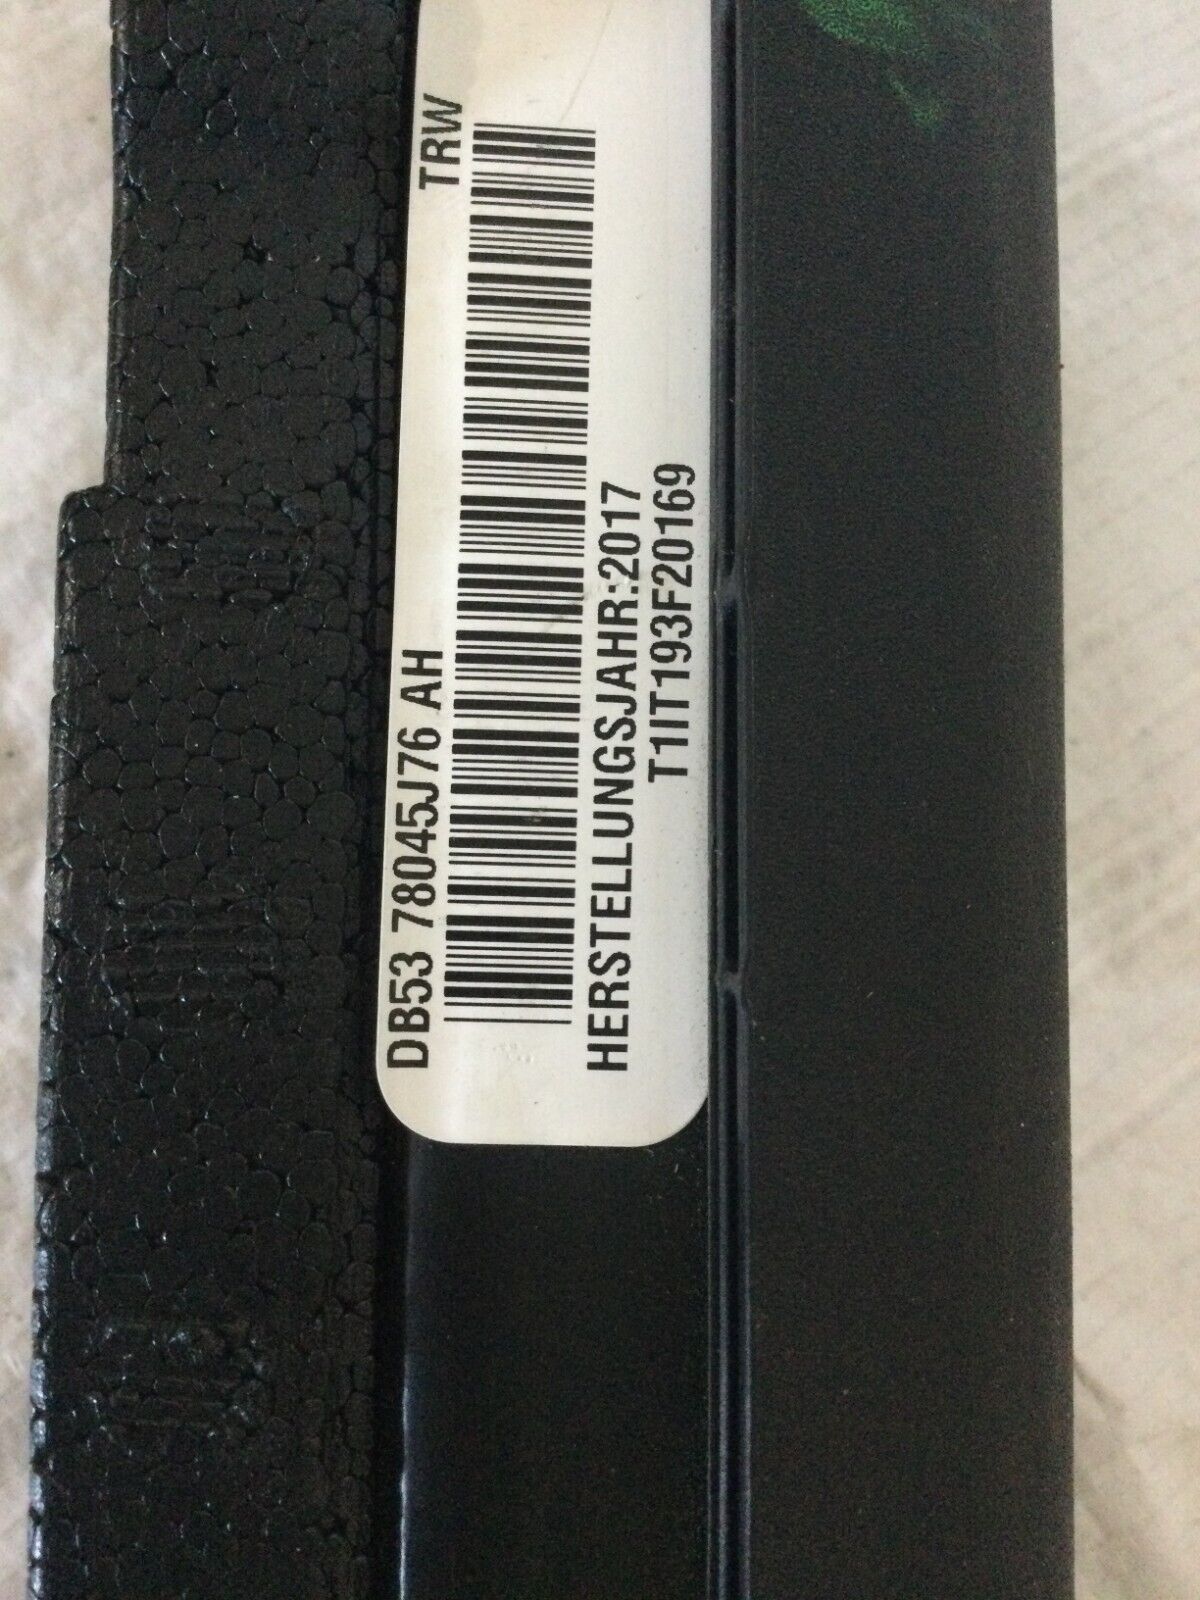 DB53 78045J76 AH TRW
HERSTELLUNGSJAHR:2017
T1IT193F20169